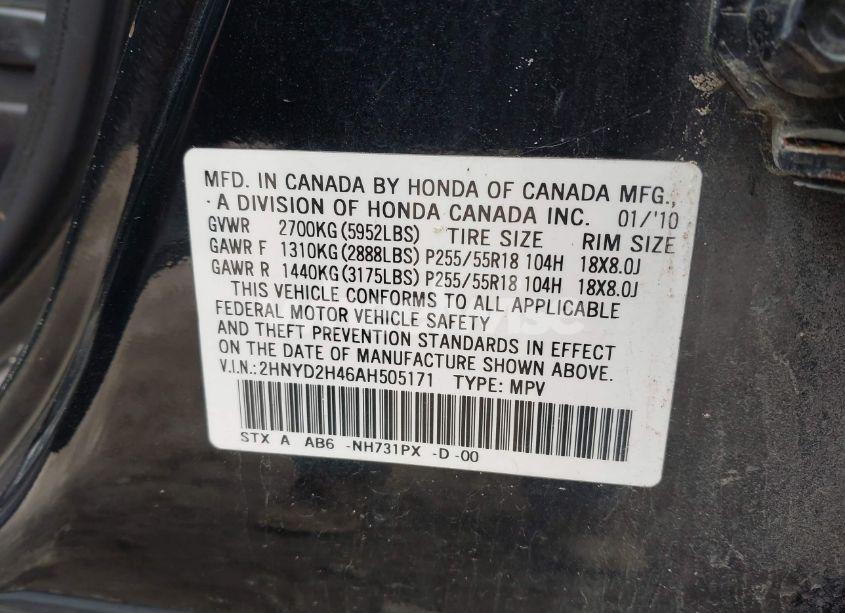 MFD. IN CANADA BY HONDA OF CANADA MFG.,
A DIVISION OF HONDA CANADA INC. 01/'10
GVWR 2700KG(5952LBS) TIRE SIZE RIM SIZE
GAWR F 1310KG(2888LBS) P255/55R18 104H 18X8.0J
GAWR R 1440KG(3175LBS) P255/55R18 104H 18X8.0J
THIS VEHICLE CONFORMS TO ALL APPLICABLE
FEDERAL MOTOR VEHICLE SAFETY
AND THEFT PREVENTION STANDARDS IN EFFECT
ON THE DATE OF MANUFACTURE SHOWN ABOVE.
V.I.N.:2HNYD2H46AH505171 TYPE: MPV
STX A AB6 -NH731PX -D -00